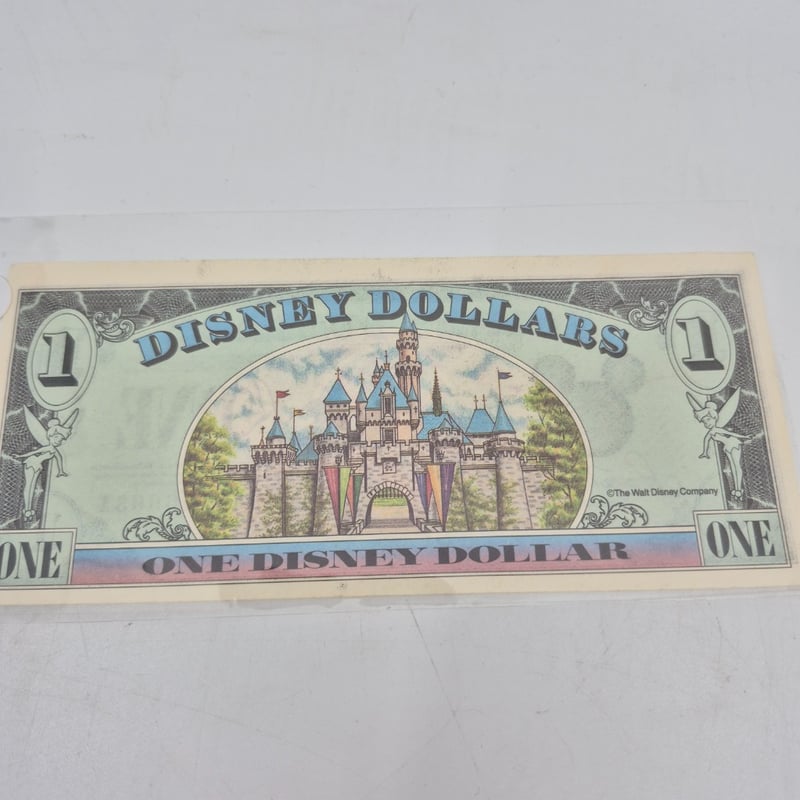 DISNEY DOLLARS
1
1
©The Walt Disney Company
ONE
ONE DISNEY DOLLAR
ONE